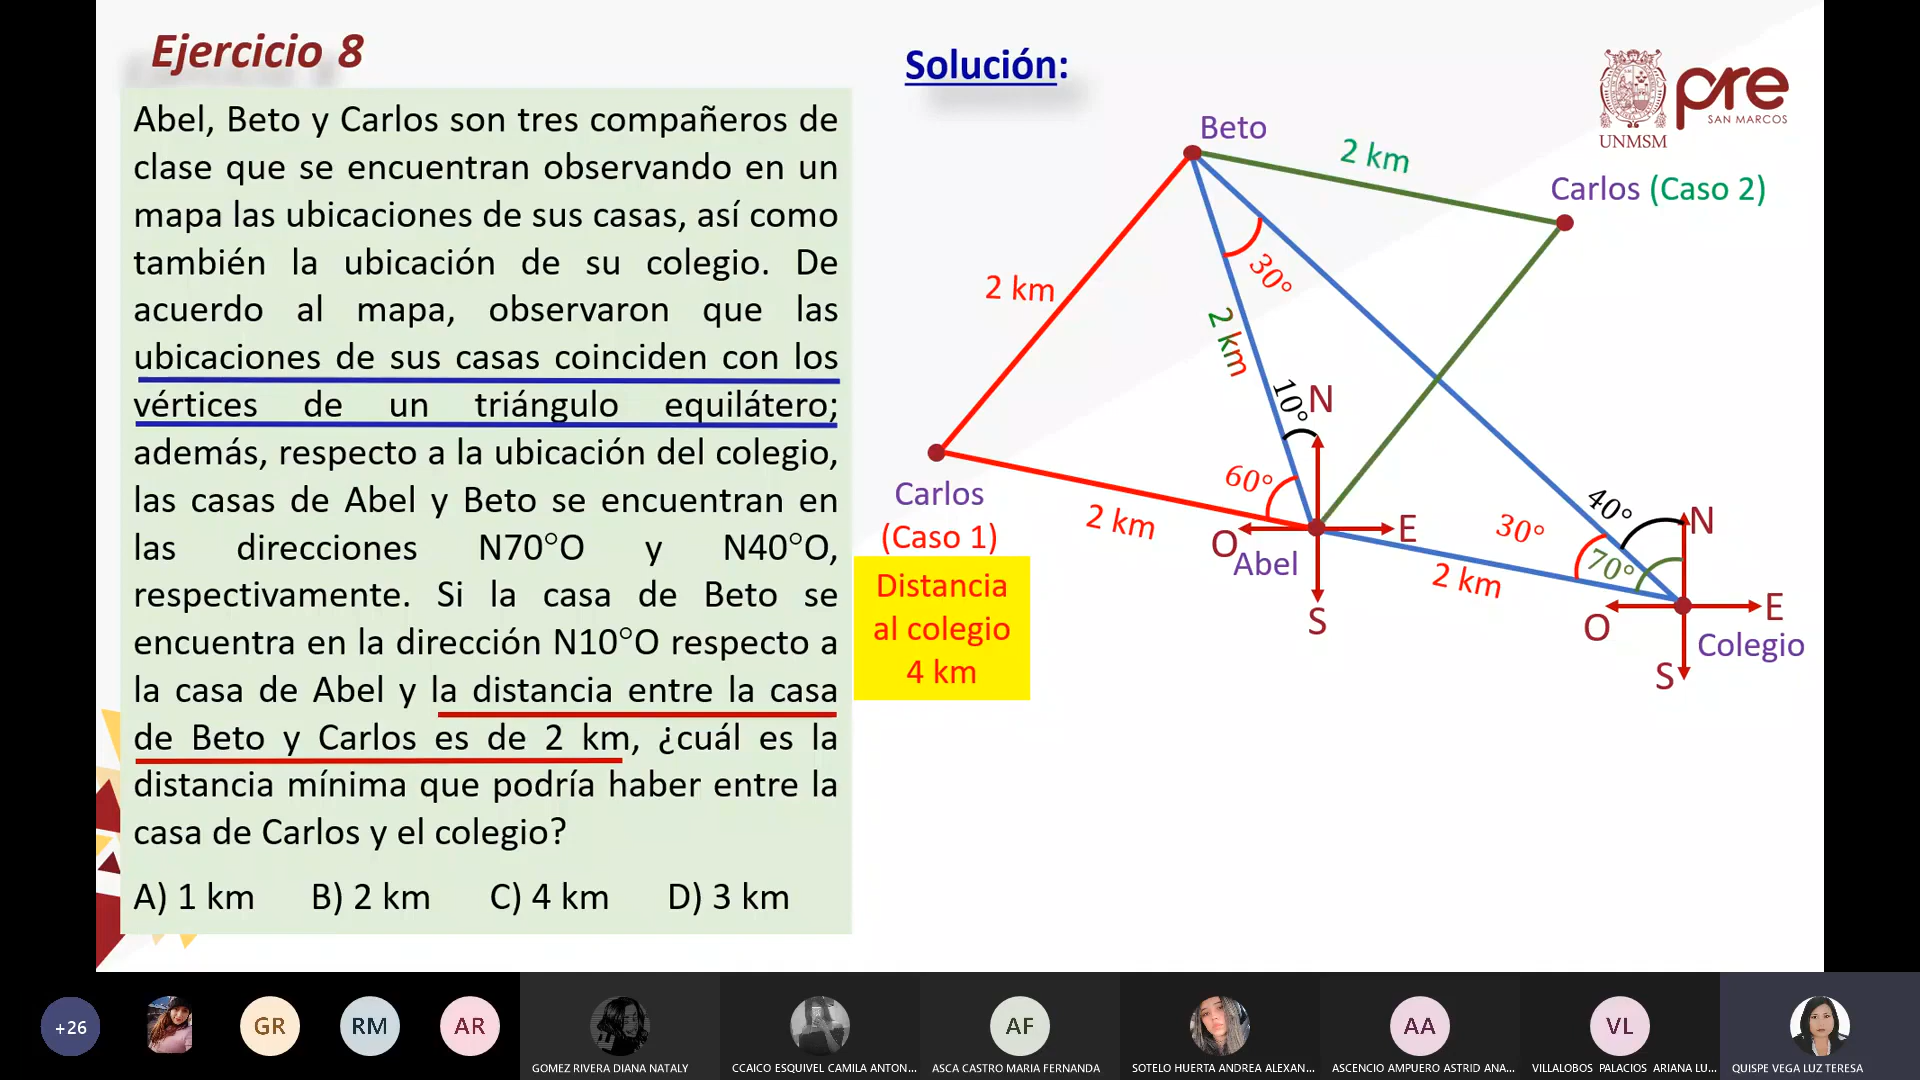 Ejercicio 8
Abel, Beto y Carlos son tres compañeros de
clase que se encuentran observando en un
mapa las ubicaciones de sus casas, así como
también la ubicación de su colegio. De
acuerdo al mapa, observaron que las
ubicaciones de sus casas coinciden con los
vértices de un triángulo equilátero;
además, respecto a la ubicación del colegio,
las casas de Abel y Beto se encuentran en
las direcciones N70°O y N40°O,
respectivamente. Si la casa de Beto se
encuentra en la dirección N10°O respecto a
la casa de Abel y la distancia entre la casa
de Beto y Carlos es de 2 km, ¿cuál es la
distancia mínima que podría haber entre la
casa de Carlos y el colegio?
A) 1 km B) 2 km C) 4 km D) 3 km
Solución:
UNMSM
pre
SAN MARCOS
Beto
2 km
Carlos (Caso 2)
30°
2 km
2 km
10°
N
60°
Carlos
(Caso 1)
2 km
O
E
Abel
S
30°
2 km
40°
70°
N
O
E
Colegio
S
Distancia
al colegio
4 km
+26
GR
RM
AR
AF
AA
VL
GOMEZ RIVERA DIANA NATALY
CCAICO ESQUIVEL CAMILA ANTON...
ASCA CASTRO MARIA FERNANDA
SOTELO HUERTA ANDREA ALEXAN...
ASCENCIO AMPUERO ASTRID ANA...
VILLALOBOS PALACIOS ARIANA LU...
QUISPE VEGA LUZ TERESA